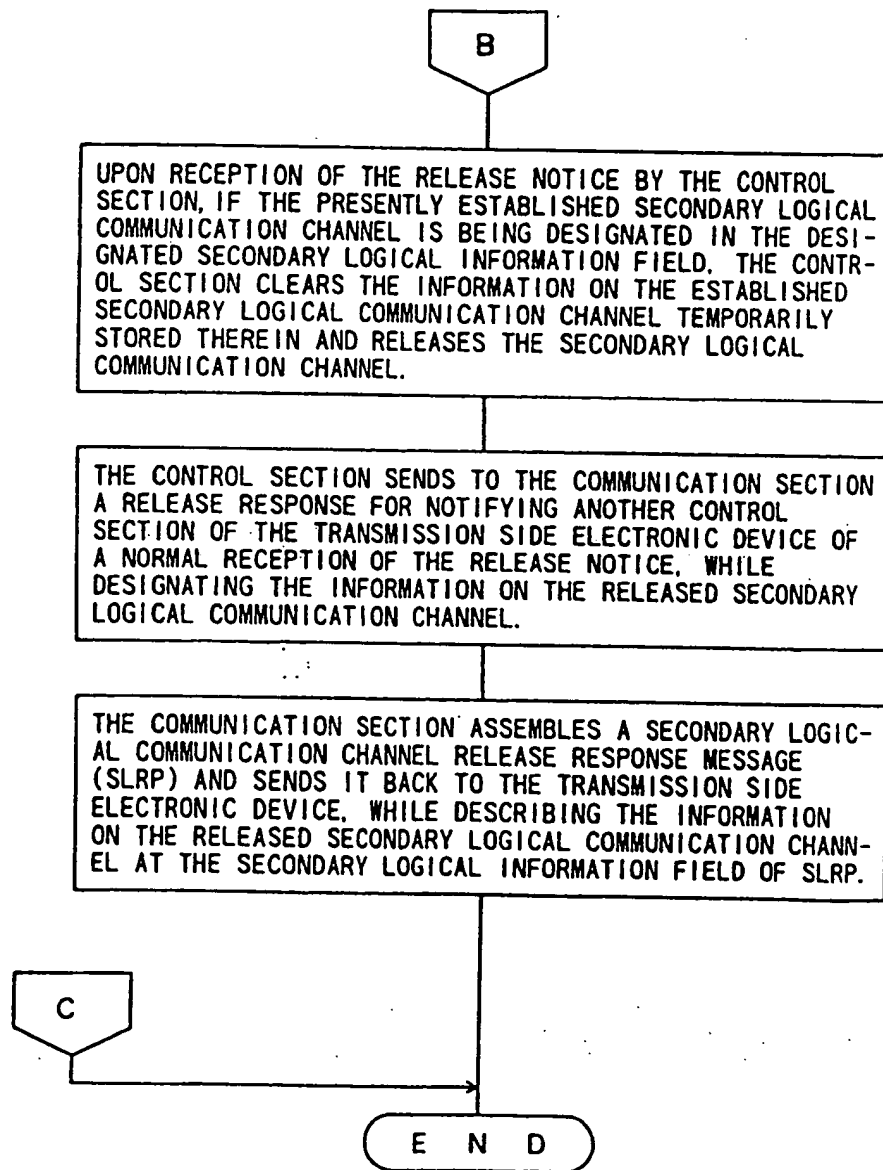 B
UPON RECEPTION OF THE RELEASE NOTICE BY THE CONTROL
SECTION, IF THE PRESENTLY ESTABLISHED SECONDARY LOGICAL
COMMUNICATION CHANNEL IS BEING DESIGNATED IN THE DESI-
GNATED SECONDARY LOGICAL INFORMATION FIELD, THE CONTR-
OL SECTION CLEARS THE INFORMATION ON THE ESTABLISHED
SECONDARY LOGICAL COMMUNICATION CHANNEL TEMPORARILY
STORED THEREIN AND RELEASES THE SECONDARY LOGICAL
COMMUNICATION CHANNEL.
THE CONTROL SECTION SENDS TO THE COMMUNICATION SECTION
A RELEASE RESPONSE FOR NOTIFYING ANOTHER CONTROL
SECTION OF THE TRANSMISSION SIDE ELECTRONIC DEVICE OF
A NORMAL RECEPTION OF THE RELEASE NOTICE, WHILE
DESIGNATING THE INFORMATION ON THE RELEASED SECONDARY
LOGICAL COMMUNICATION CHANNEL.
THE COMMUNICATION SECTION ASSEMBLES A SECONDARY LOGIC-
AL COMMUNICATION CHANNEL RELEASE RESPONSE MESSAGE
(SLRP) AND SENDS IT BACK TO THE TRANSMISSION SIDE
ELECTRONIC DEVICE, WHILE DESCRIBING THE INFORMATION
ON THE RELEASED SECONDARY LOGICAL COMMUNICATION CHANN-
EL AT THE SECONDARY LOGICAL INFORMATION FIELD OF SLRP.
C
END